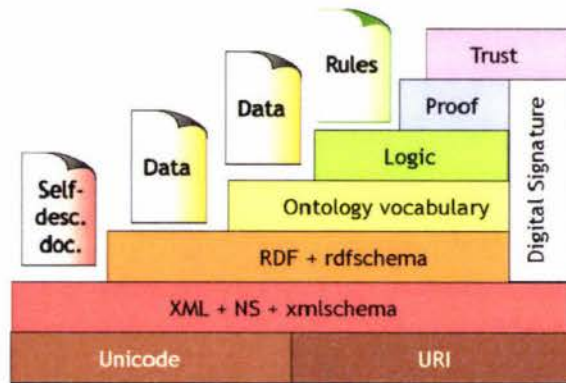 Trust
Rules
Proof
Data
Logic
Data
Ontology vocabulary
Self-
desc.
doc.
RDF + rdfschema
Digital Signature
XML + NS + xmlschema
Unicode
URI